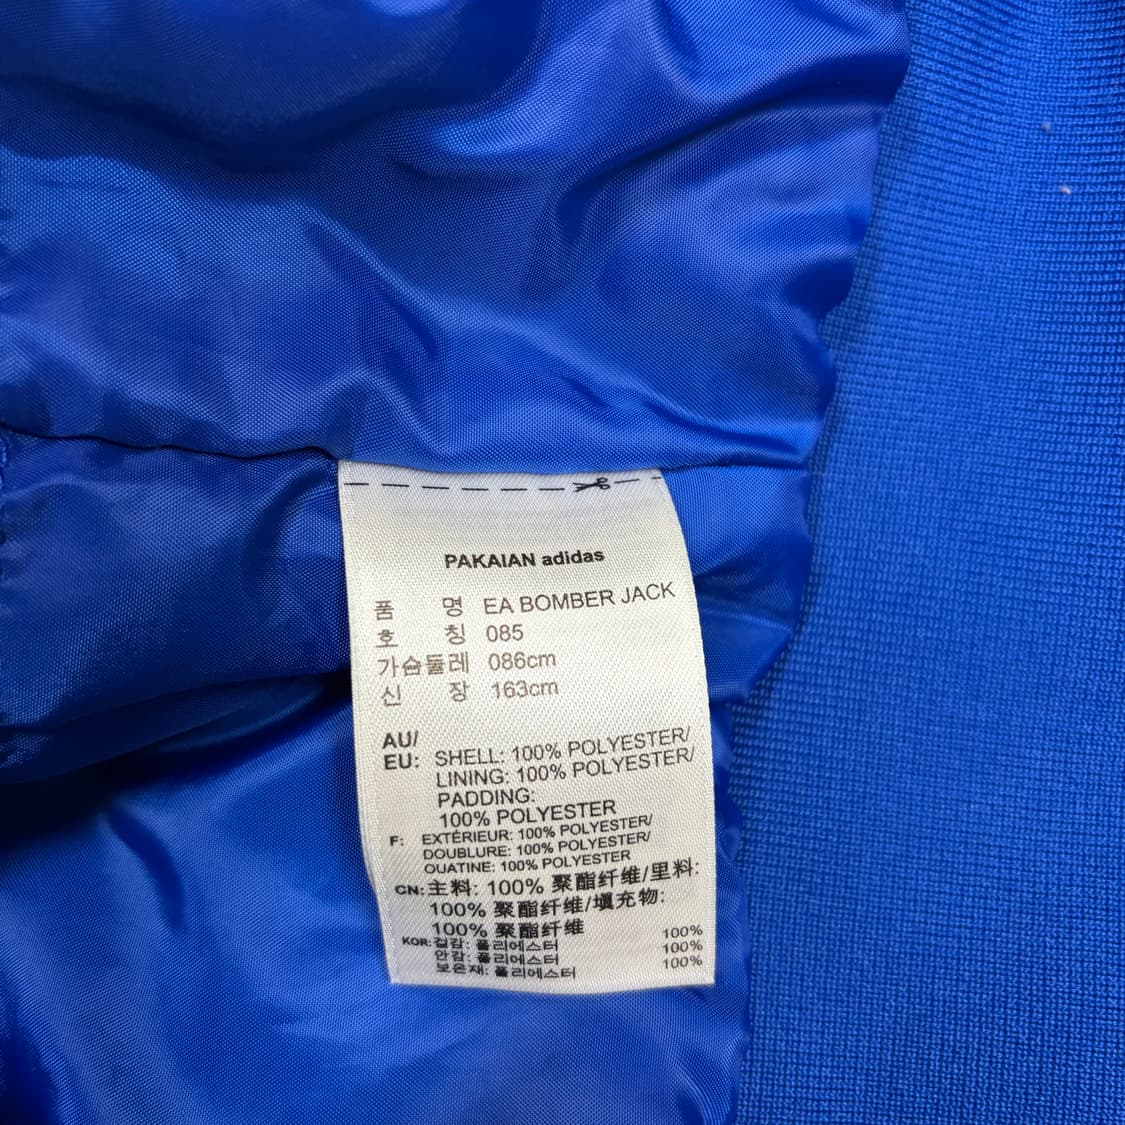 PAKAIAN adidas
품 명 EA BOMBER JACK
호 칭 085
가슴둘레 086cm
신 장 163cm
AU/
EU: SHELL: 100% POLYESTER/
LINING: 100% POLYESTER/
PADDING:
100% POLYESTER
F: EXTÉRIEUR: 100% POLYESTER/
DOUBLURE: 100% POLYESTER/
OUATINE: 100% POLYESTER
CN: 主料: 100% 聚酯纤维/里料:
100% 聚酯纤维/填充物:
100% 聚酯纤维
KOR: 겉감: 폴리에스터 100%
안감: 폴리에스터 100%
보온재: 폴리에스터 100%